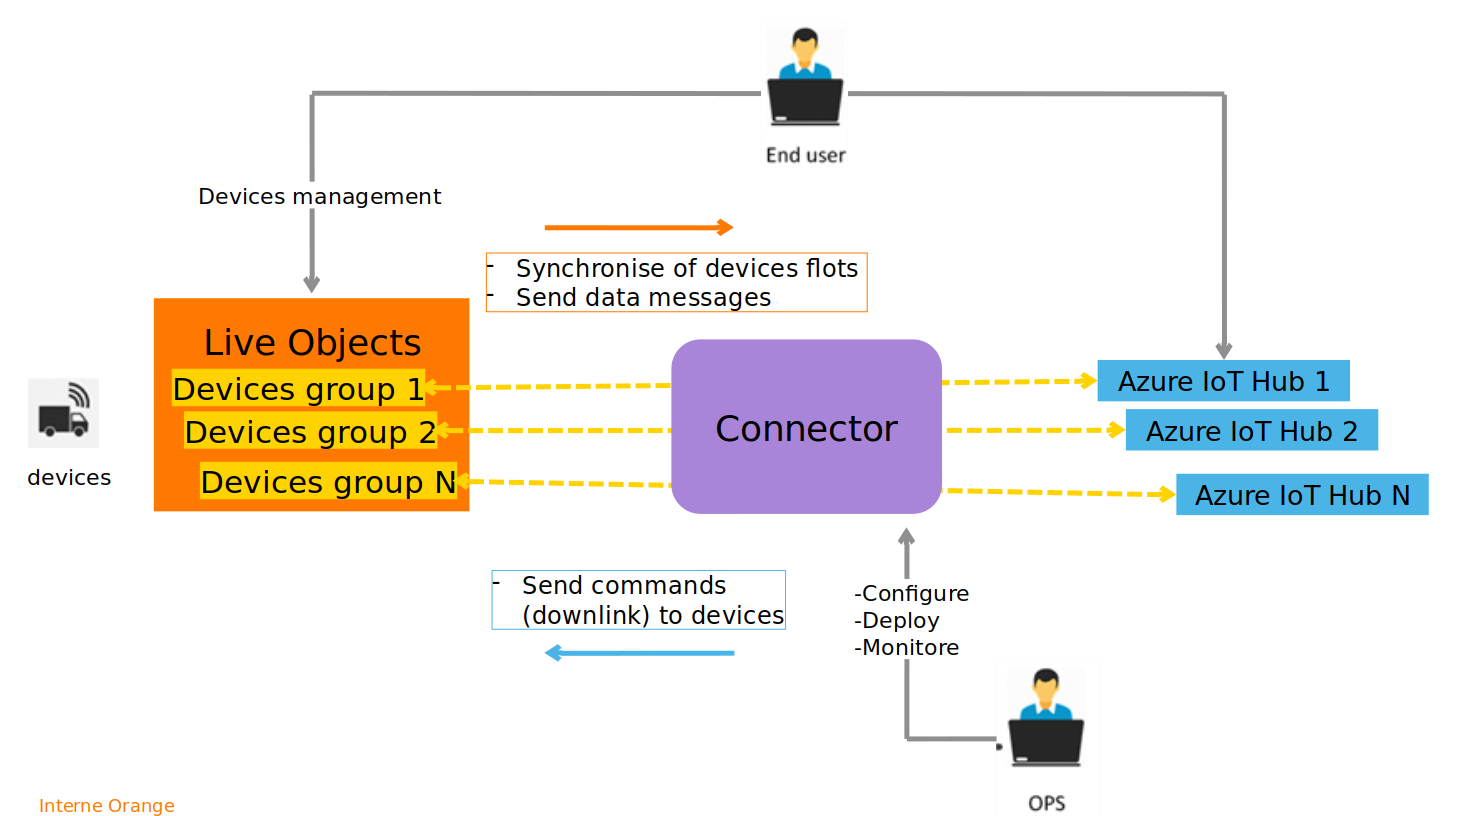 End user
Devices management
- Synchronise of devices flots
- Send data messages
Live Objects
Devices group 1
Devices group 2
Devices group N
devices
Connector
Azure IoT Hub 1
Azure IoT Hub 2
Azure IoT Hub N
- Send commands
(downlink) to devices
-Configure
-Deploy
-Monitore
OPS
Interne Orange